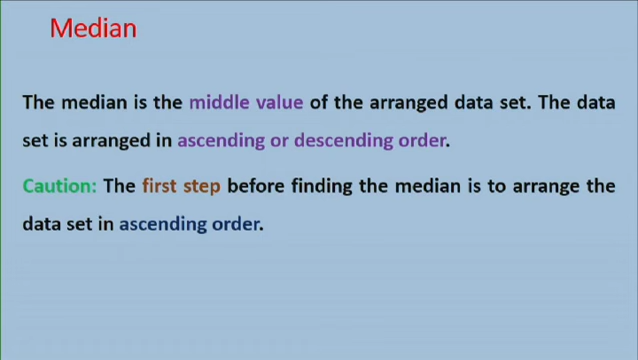 Median
The median is the middle value of the arranged data set. The data
set is arranged in ascending or descending order.
Caution: The first step before finding the median is to arrange the
data set in ascending order.